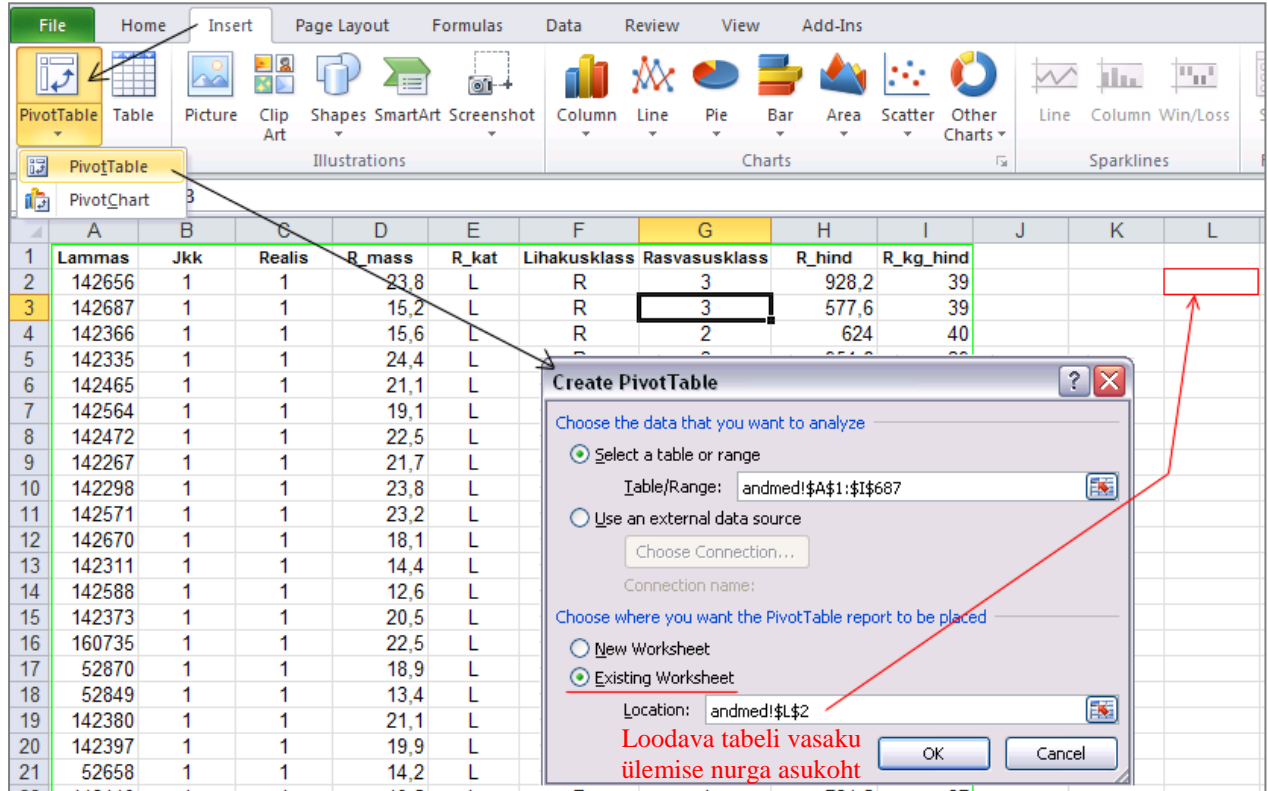 File Home Insert Page Layout Formulas Data Review View Add-Ins
PivotTable Table Picture Clip Art Shapes SmartArt Screenshot Column Line Pie Bar Area Scatter Other Charts Line Column Win/Loss
Illustrations Charts Sparklines
PivotTable
PivotChart
A B C D E F G H I J K L
1 Lammas Jkk Realis R_mass R_kat Lihakusklass Rasvasusklass R_hind R_kg_hind
2 142656 1 1 23,8 L R 3 928,2 39
3 142687 1 1 15,2 L R 3 577,6 39
4 142366 1 1 15,6 L R 2 624 40
5 142335 1 1 24,4 L
6 142465 1 1 21,1 L
7 142564 1 1 19,1 L
8 142472 1 1 22,5 L
9 142267 1 1 21,7 L
10 142298 1 1 23,8 L
11 142571 1 1 23,2 L
12 142670 1 1 18,1 L
13 142311 1 1 14,4 L
14 142588 1 1 12,6 L
15 142373 1 1 20,5 L
16 160735 1 1 22,5 L
17 52870 1 1 18,9 L
18 52849 1 1 13,4 L
19 142380 1 1 21,1 L
20 142397 1 1 19,9 L
21 52658 1 1 14,2 L
Create PivotTable
Choose the data that you want to analyze
Select a table or range
Table/Range: andmed!$A$1:$I$687
Use an external data source
Choose Connection...
Connection name:
Choose where you want the PivotTable report to be placed
New Worksheet
Existing Worksheet
Location: andmed!$L$2
Loodava tabeli vasaku
ülemise nurga asukoht
OK Cancel